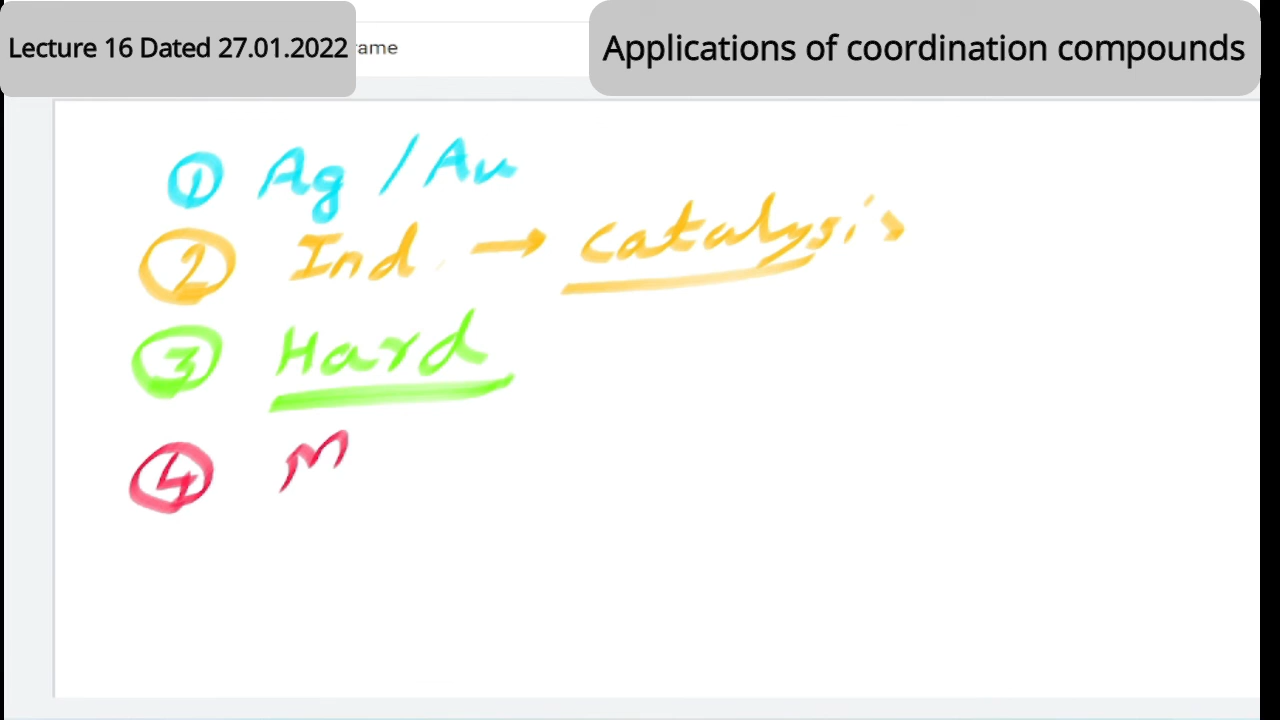 Lecture 16 Dated 27.01.2022
ame
Applications of coordination compounds
① Ag / Au
② Ind. → Catalysis
③ Hard
④ M